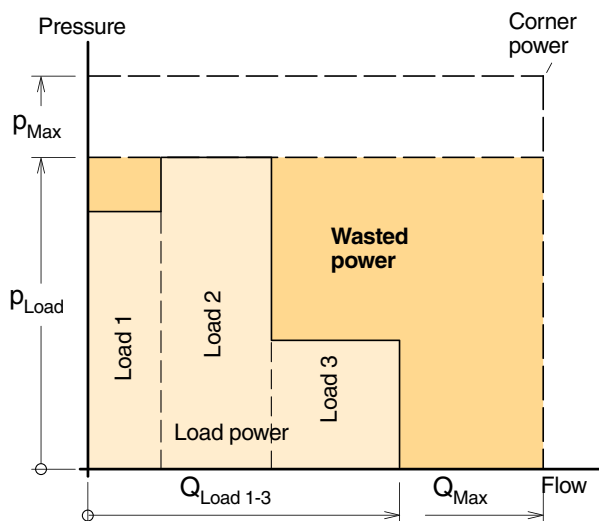 Pressure
Corner
power
pMax
Wasted
power
pLoad
Load 1
Load 2
Load 3
Load power
QLoad 1-3
QMax
Flow